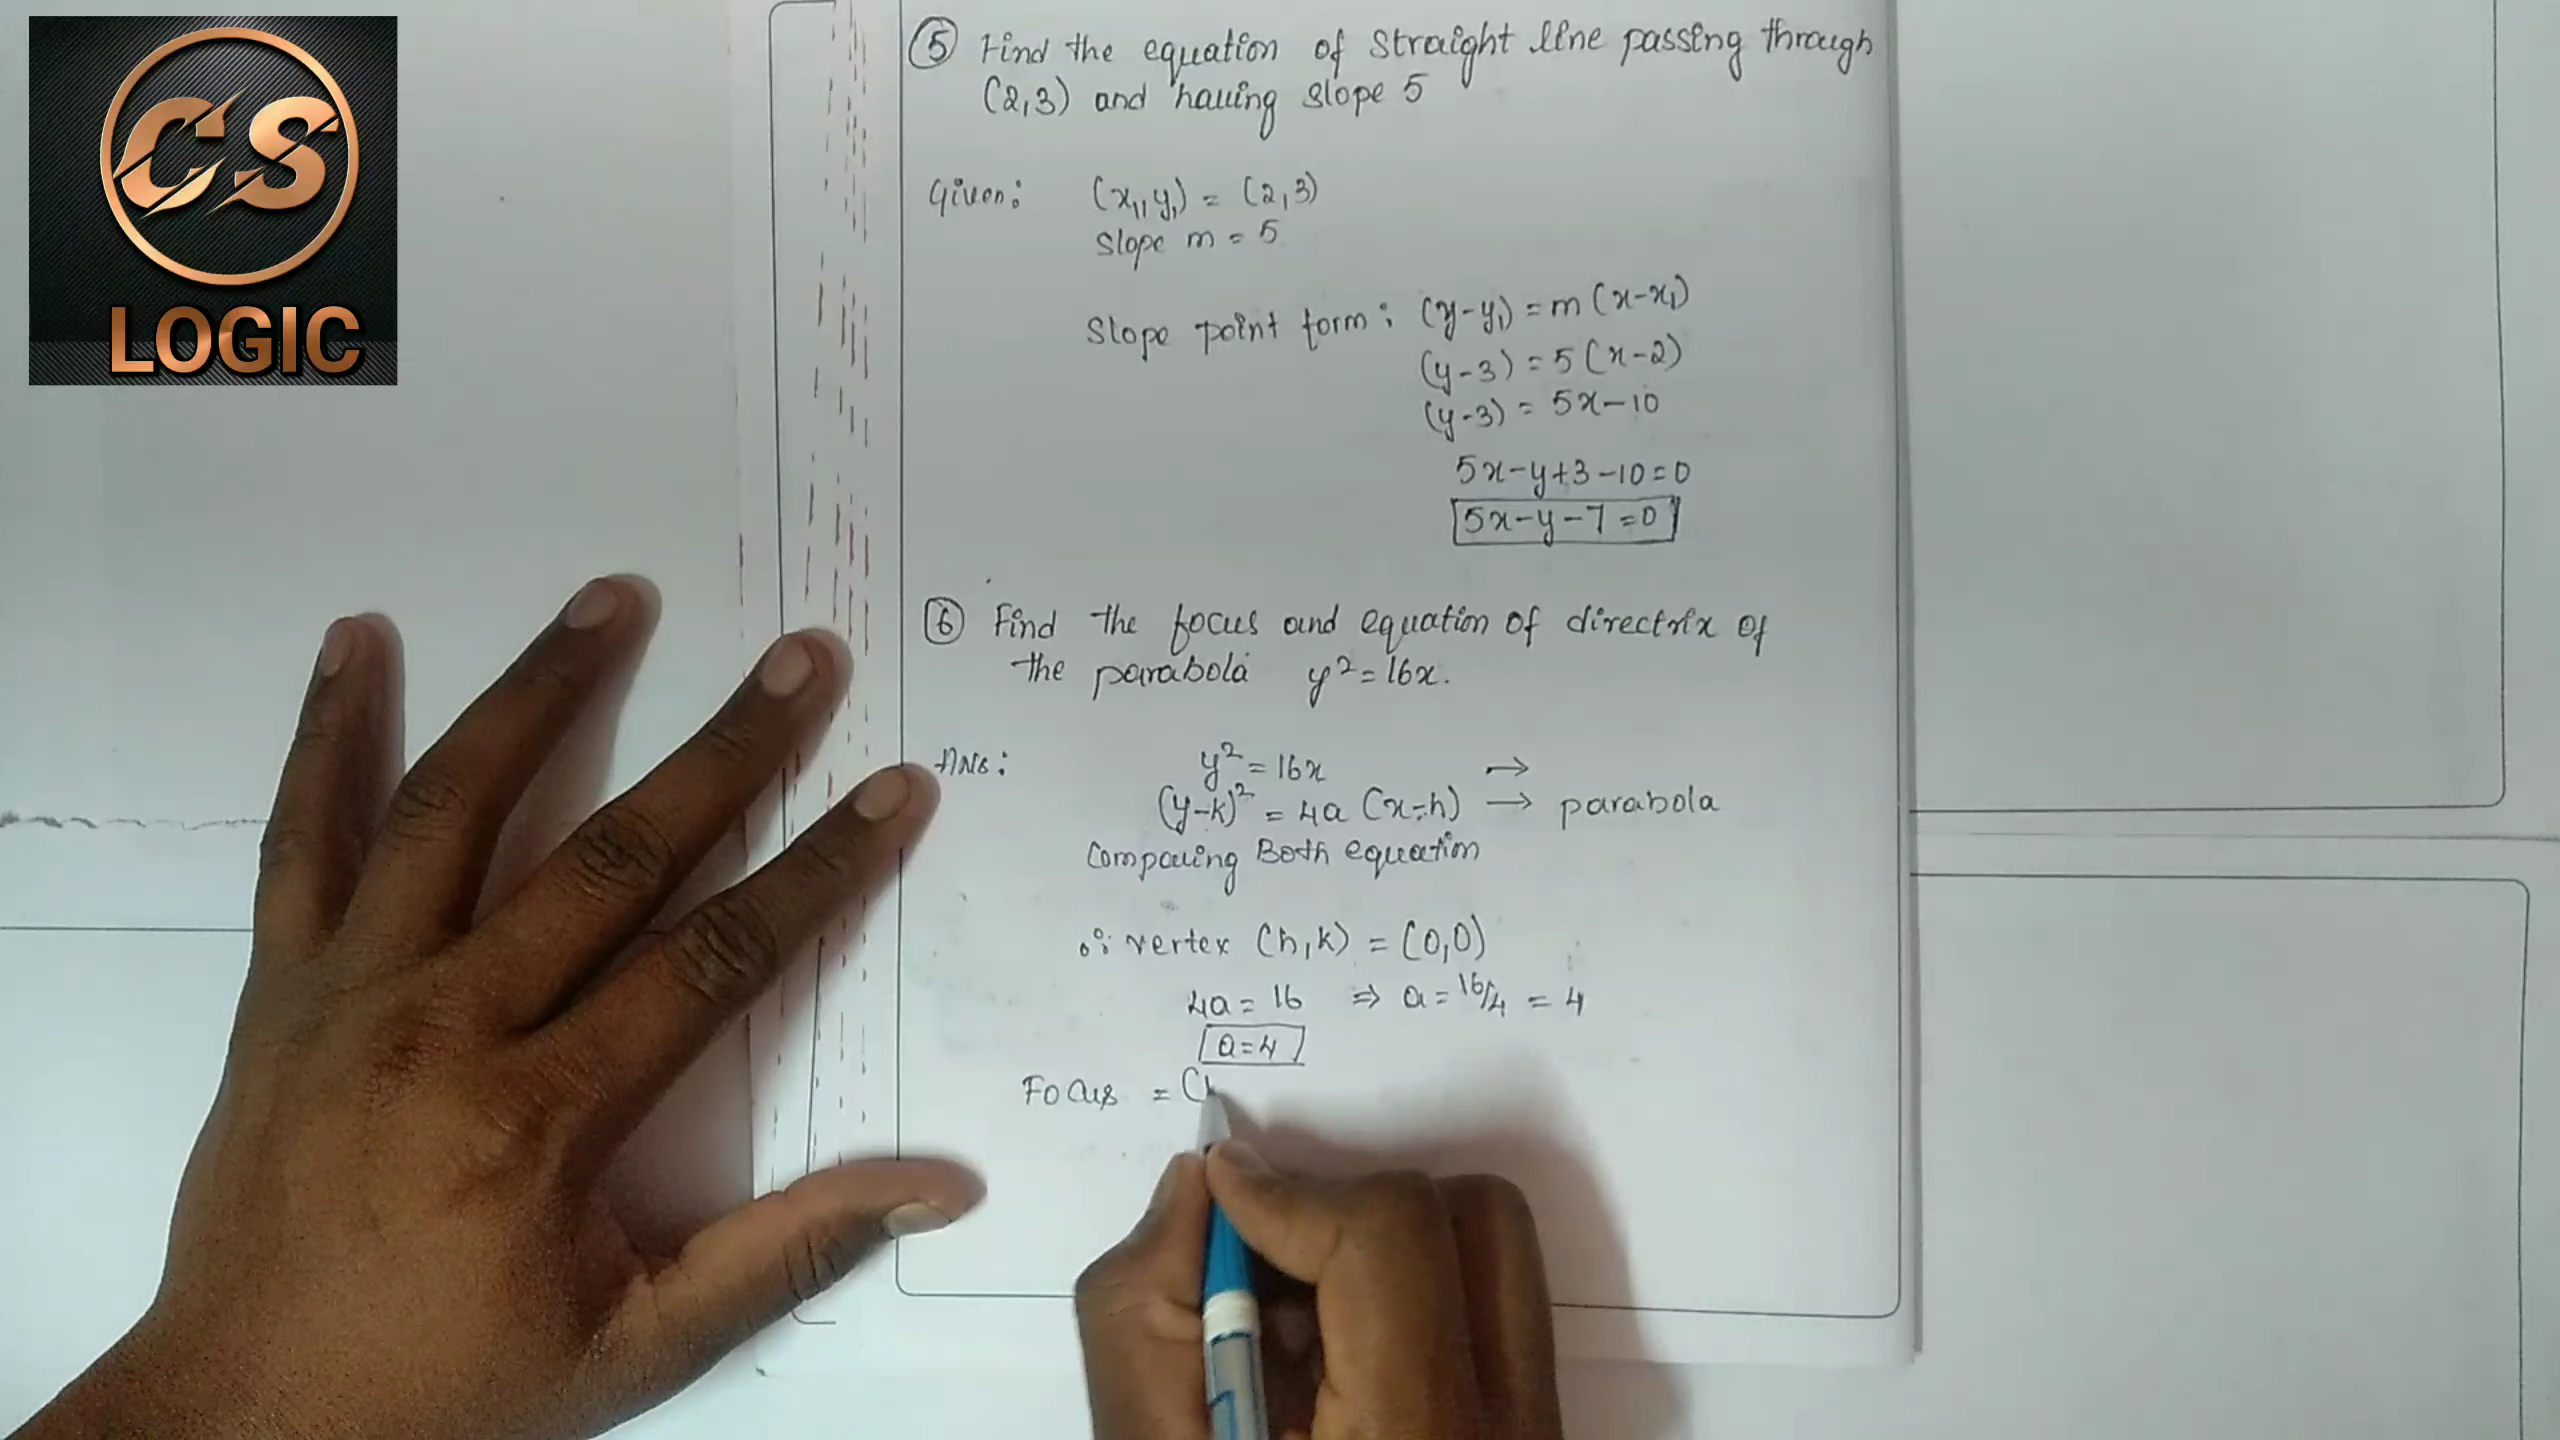 CS
LOGIC
⑤ Find the equation of straight line passing through
(2,3) and having slope 5
Given: (x₁,y₁) = (2,3)
Slope m = 5
Slope point form: (y-y₁) = m(x-x₁)
(y-3) = 5(x-2)
(y-3) = 5x-10
5x-y+3-10=0
5x-y-7=0
⑥ Find the focus and equation of directrix of
the parabola y²=16x.
Ans: y² = 16x →
(y-k)² = 4a (x-h) → parabola
Comparing Both equation
∴ vertex (h,k) = (0,0)
4a = 16 ⇒ a = 16/4 = 4
a=4
Focus = (